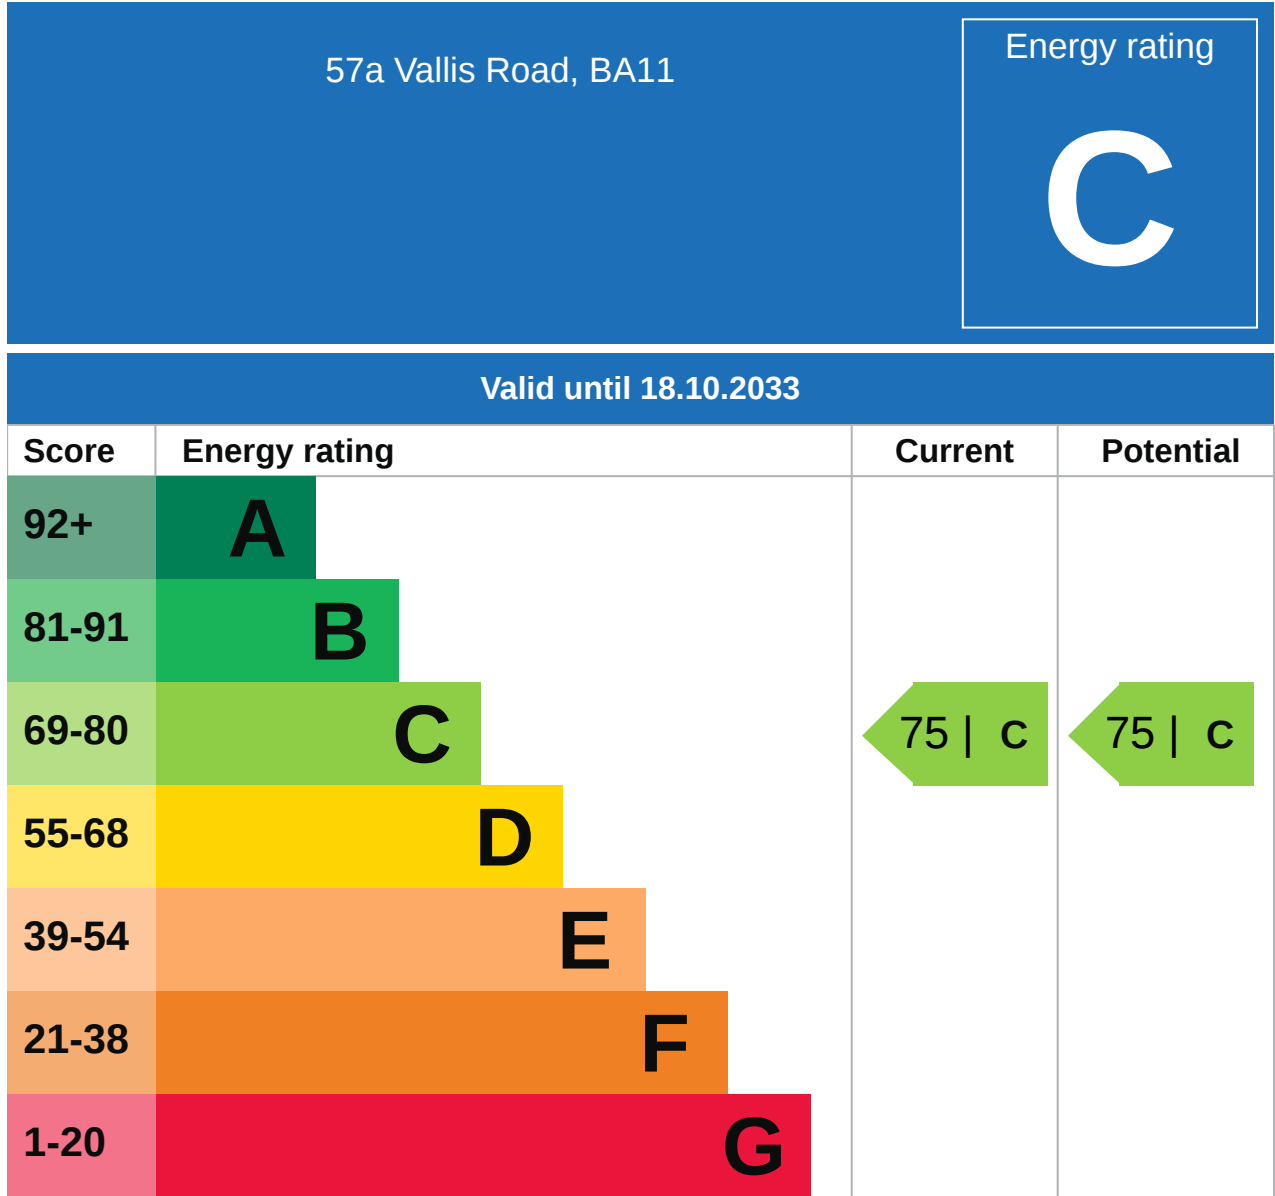 57a Vallis Road, BA11
Energy rating
C
Valid until 18.10.2033
Score Energy rating Current Potential
92+ A
81-91 B
69-80 C 75 | C 75 | C
55-68 D
39-54 E
21-38 F
1-20 G